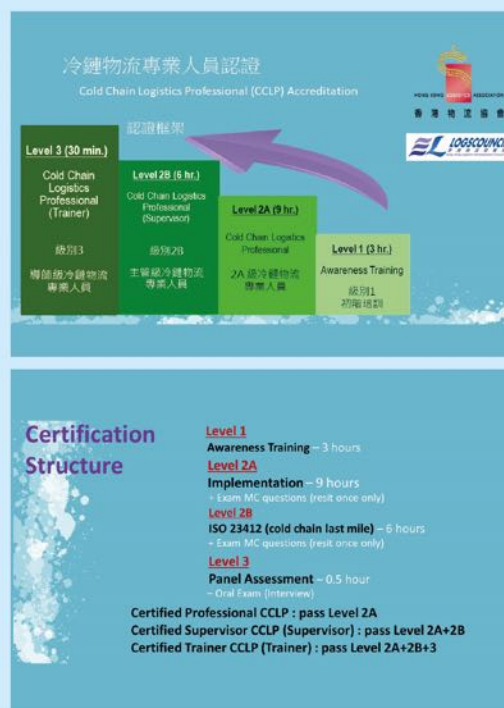 冷鏈物流專業人員認證
Cold Chain Logistics Professional (CCLP) Accreditation
HONG KONG LOGISTICS ASSOCIATION
香港物流協會
LOGSCOUNCIL
認證框架
Level 3 (30 min.)
Cold Chain
Logistics
Professional
(Trainer)
級別3
導師級冷鏈物流
專業人員
Level 2B (6 hr.)
Cold Chain Logistics
Professional
(Supervisor)
級別2B
主管級冷鏈物流
專業人員
Level 2A (9 hr.)
Cold Chain Logistics
Professional
2A 級冷鏈物流
專業人員
Level 1 (3 hr.)
Awareness Training
級別1
初階培訓
Certification
Structure
Level 1
Awareness Training – 3 hours
Level 2A
Implementation – 9 hours
+ Exam MC questions (resit once only)
Level 2B
ISO 23412 (cold chain last mile) – 6 hours
+ Exam MC questions (resit once only)
Level 3
Panel Assessment – 0.5 hour
– Oral Exam (Interview)
Certified Professional CCLP : pass Level 2A
Certified Supervisor CCLP (Supervisor) : pass Level 2A+2B
Certified Trainer CCLP (Trainer) : pass Level 2A+2B+3